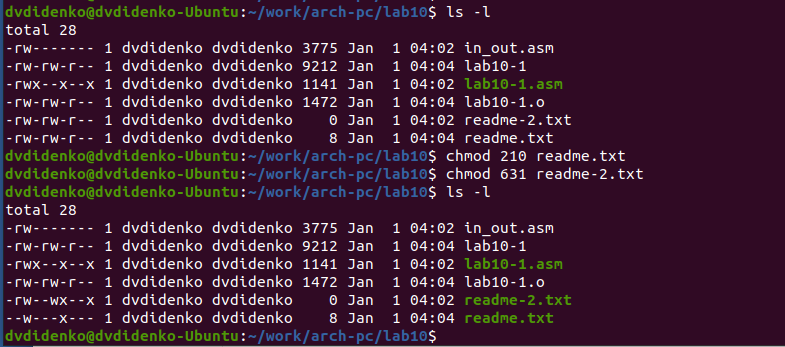 dvdidenko@dvdidenko-Ubuntu:~/work/arch-pc/lab10$ ls -l
total 28
-rw------- 1 dvdidenko dvdidenko 3775 Jan  1 04:02 in_out.asm
-rw-rw-r-- 1 dvdidenko dvdidenko 9212 Jan  1 04:04 lab10-1
-rwx--x--x 1 dvdidenko dvdidenko 1141 Jan  1 04:02 lab10-1.asm
-rw-rw-r-- 1 dvdidenko dvdidenko 1472 Jan  1 04:04 lab10-1.o
-rw-rw-r-- 1 dvdidenko dvdidenko    0 Jan  1 04:02 readme-2.txt
-rw-rw-r-- 1 dvdidenko dvdidenko    8 Jan  1 04:04 readme.txt
dvdidenko@dvdidenko-Ubuntu:~/work/arch-pc/lab10$ chmod 210 readme.txt
dvdidenko@dvdidenko-Ubuntu:~/work/arch-pc/lab10$ chmod 631 readme-2.txt
dvdidenko@dvdidenko-Ubuntu:~/work/arch-pc/lab10$ ls -l
total 28
-rw------- 1 dvdidenko dvdidenko 3775 Jan  1 04:02 in_out.asm
-rw-rw-r-- 1 dvdidenko dvdidenko 9212 Jan  1 04:04 lab10-1
-rwx--x--x 1 dvdidenko dvdidenko 1141 Jan  1 04:02 lab10-1.asm
-rw-rw-r-- 1 dvdidenko dvdidenko 1472 Jan  1 04:04 lab10-1.o
-rw--wx--x 1 dvdidenko dvdidenko    0 Jan  1 04:02 readme-2.txt
--w---x--- 1 dvdidenko dvdidenko    8 Jan  1 04:04 readme.txt
dvdidenko@dvdidenko-Ubuntu:~/work/arch-pc/lab10$